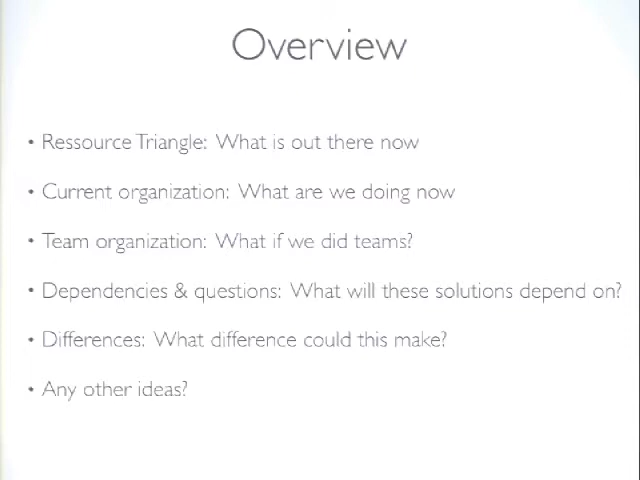 Overview
• Ressource Triangle: What is out there now
• Current organization: What are we doing now
• Team organization: What if we did teams?
• Dependencies & questions: What will these solutions depend on?
• Differences: What difference could this make?
• Any other ideas?